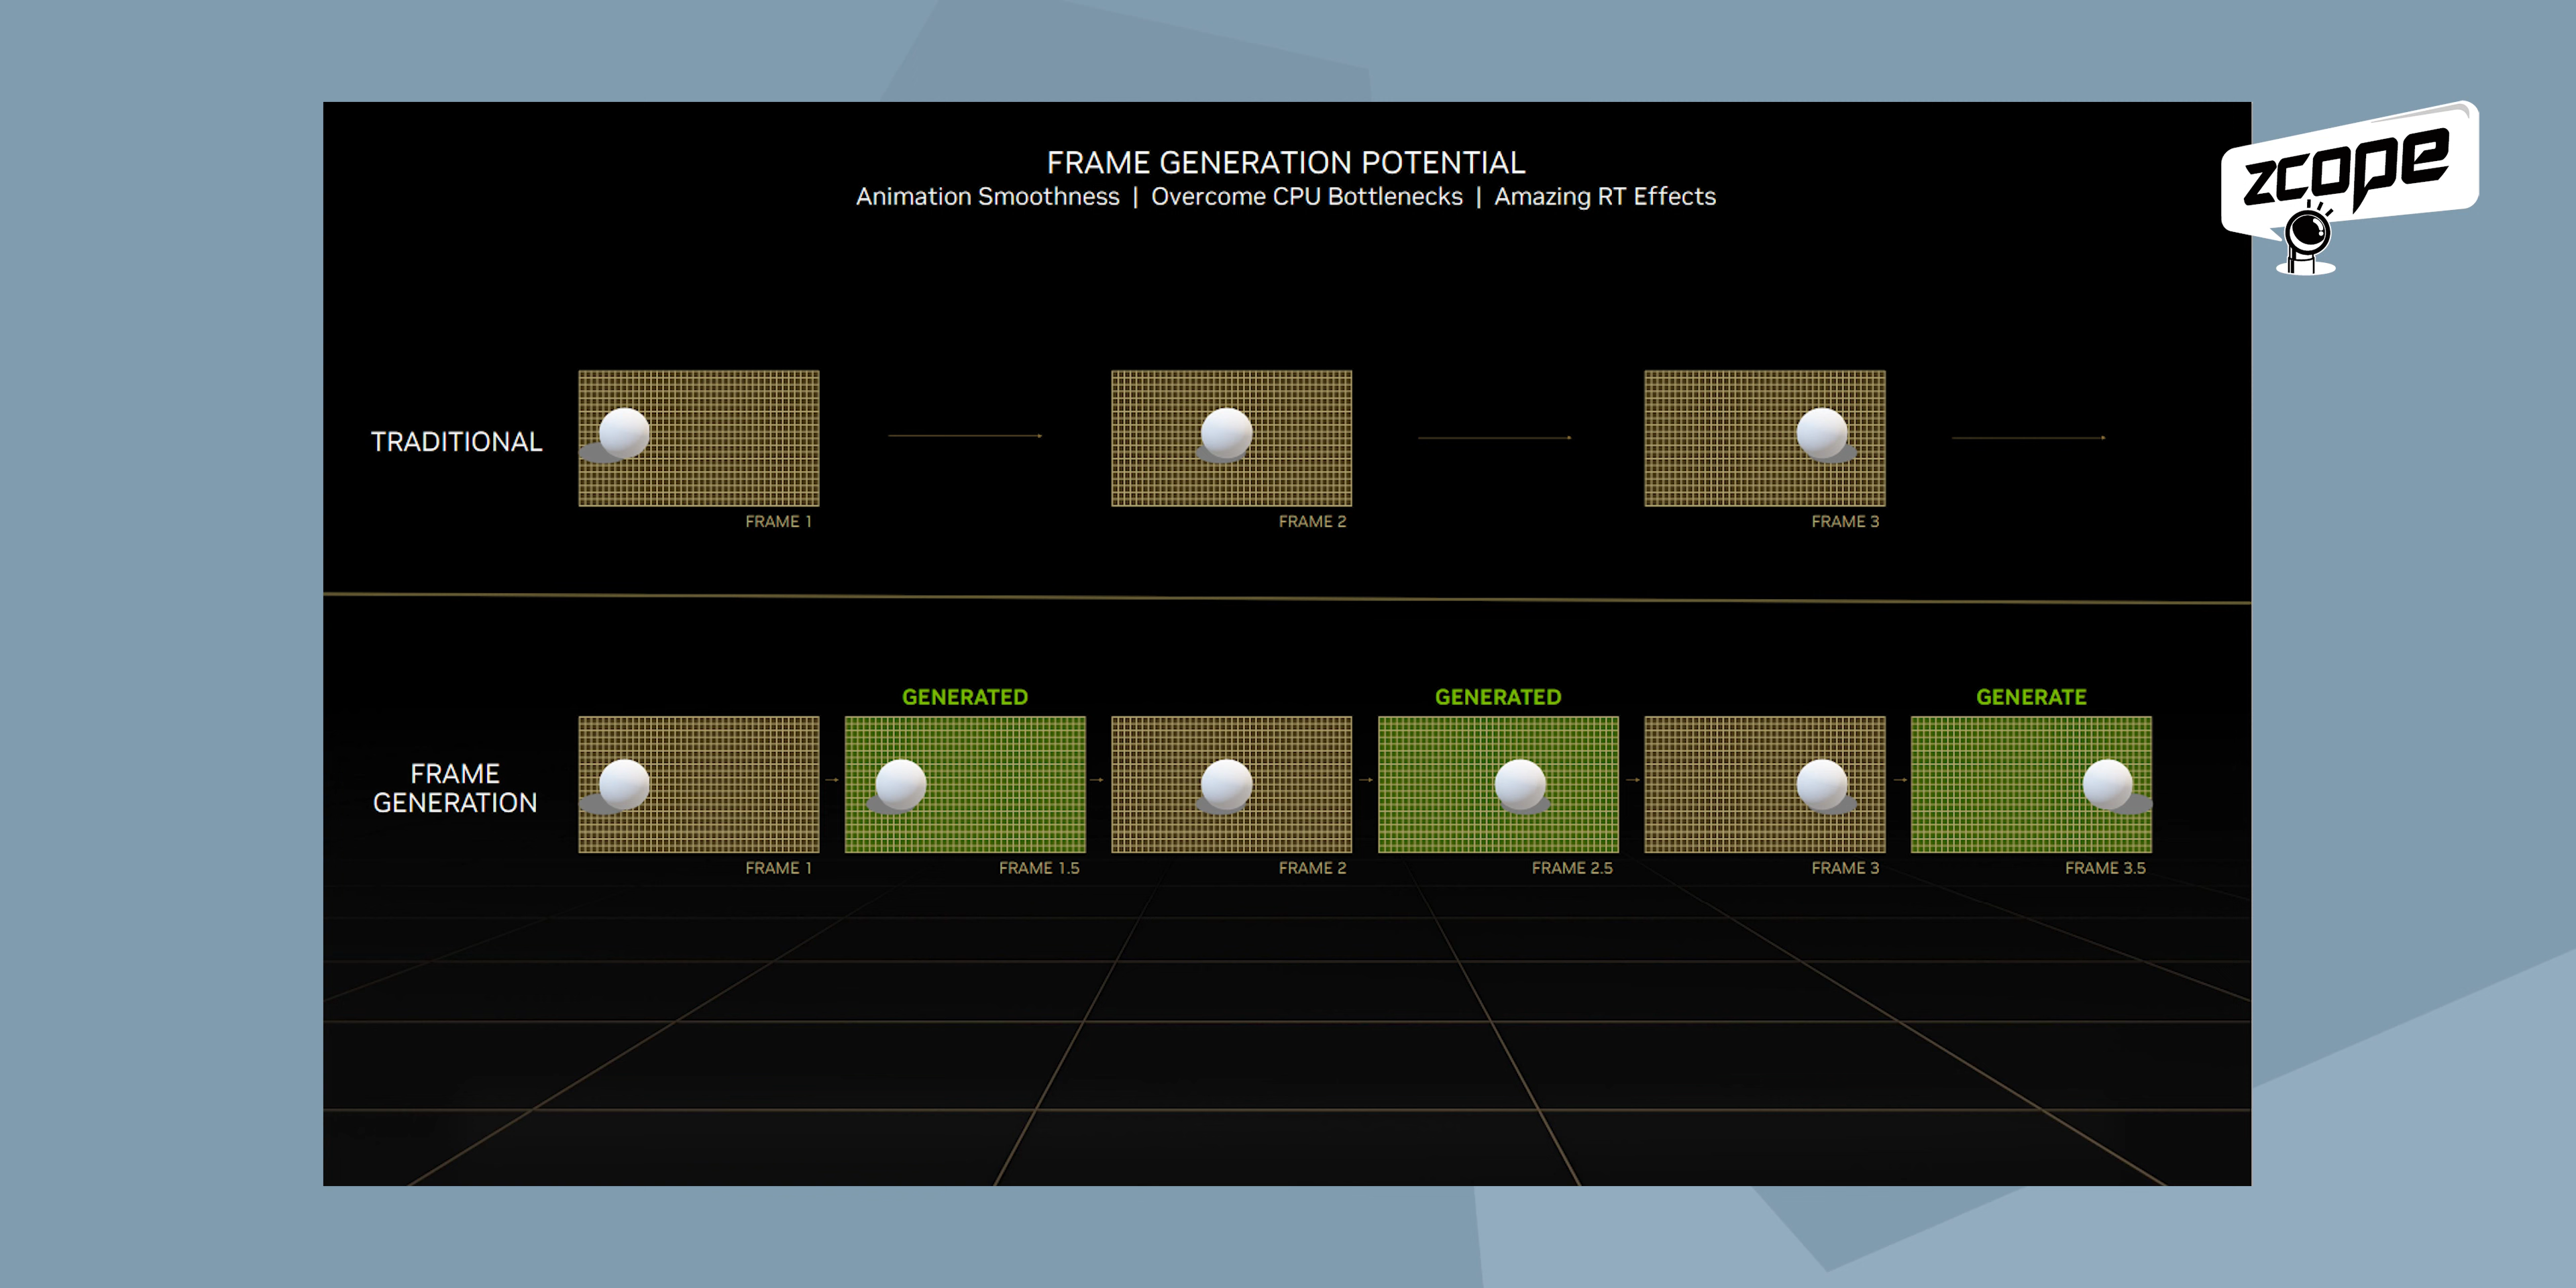 FRAME GENERATION POTENTIAL
Animation Smoothness | Overcome CPU Bottlenecks | Amazing RT Effects
zcope
TRADITIONAL
FRAME 1
FRAME 2
FRAME 3
GENERATED
GENERATED
GENERATE
FRAME
GENERATION
FRAME 1
FRAME 1.5
FRAME 2
FRAME 2.5
FRAME 3
FRAME 3.5